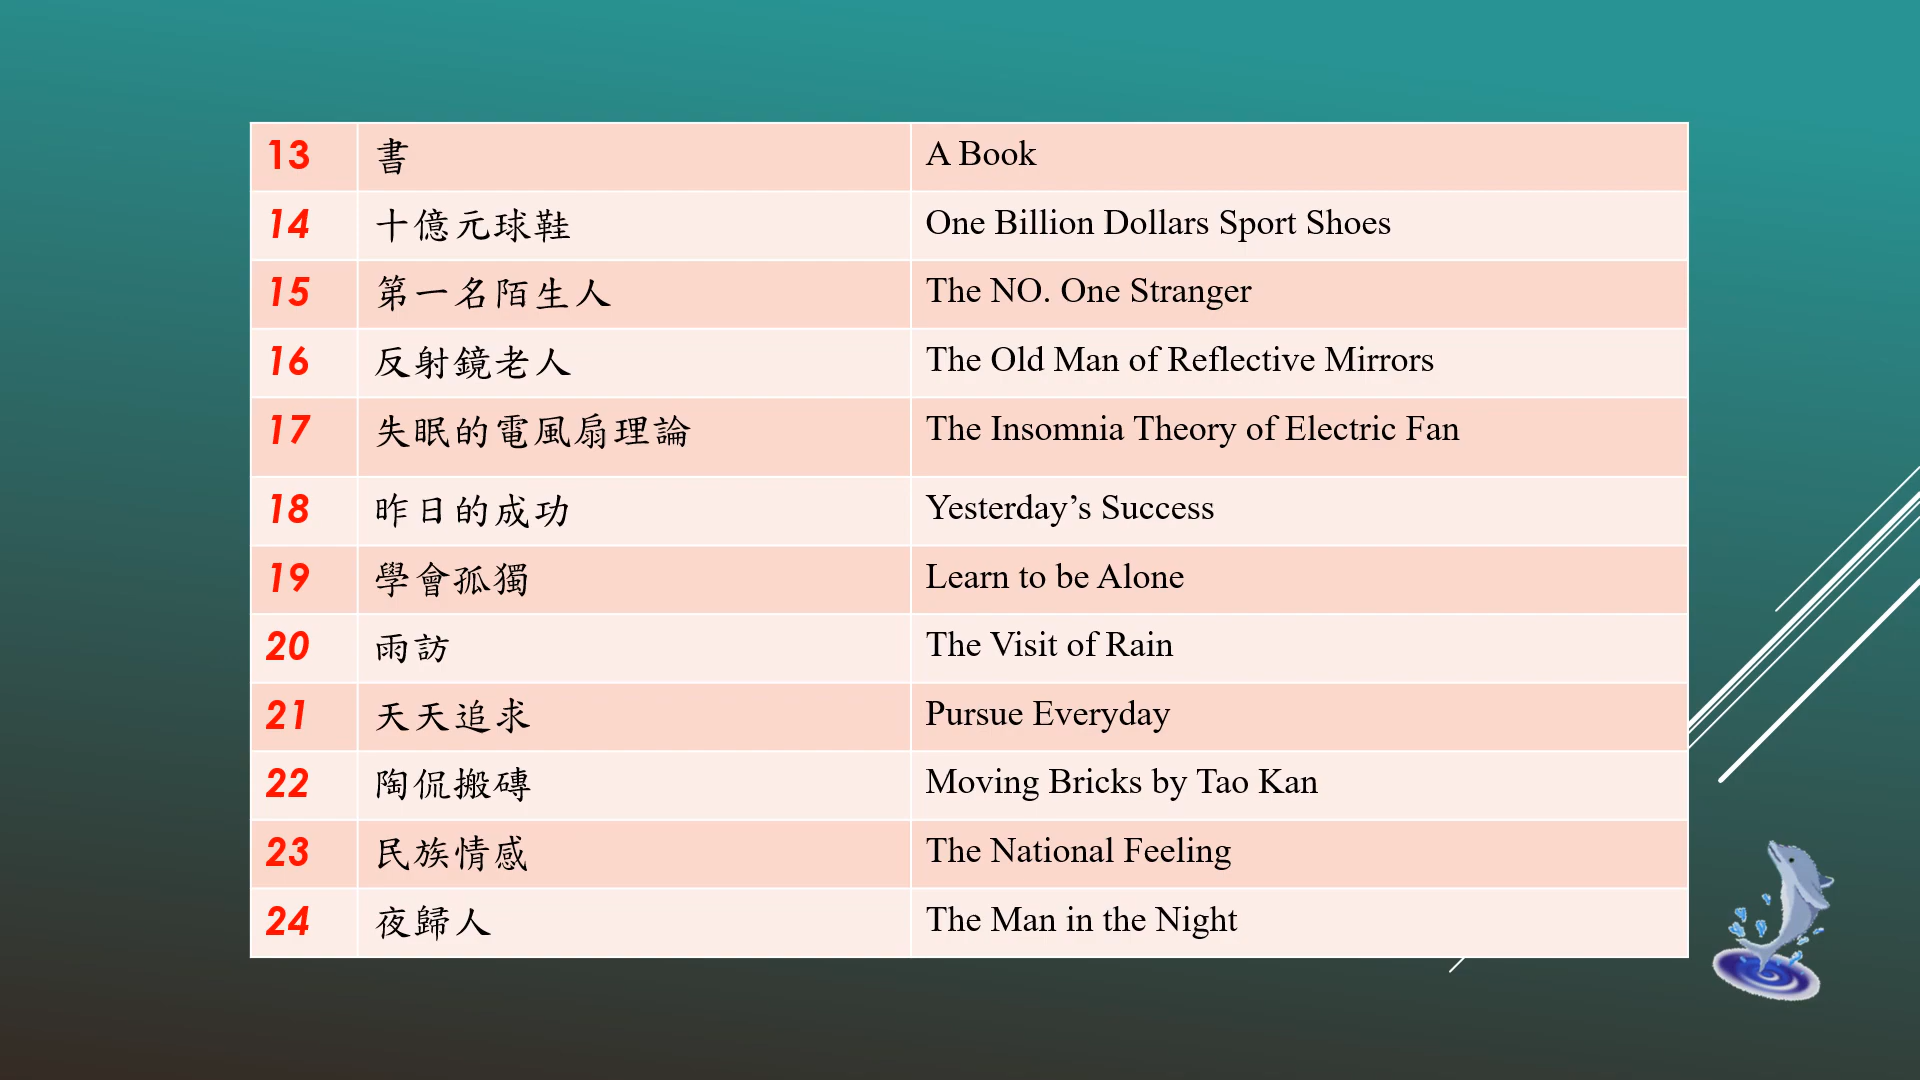 13 書 A Book
14 十億元球鞋 One Billion Dollars Sport Shoes
15 第一名陌生人 The NO. One Stranger
16 反射鏡老人 The Old Man of Reflective Mirrors
17 失眠的電風扇理論 The Insomnia Theory of Electric Fan
18 昨日的成功 Yesterday’s Success
19 學會孤獨 Learn to be Alone
20 雨訪 The Visit of Rain
21 天天追求 Pursue Everyday
22 陶侃搬磚 Moving Bricks by Tao Kan
23 民族情感 The National Feeling
24 夜歸人 The Man in the Night